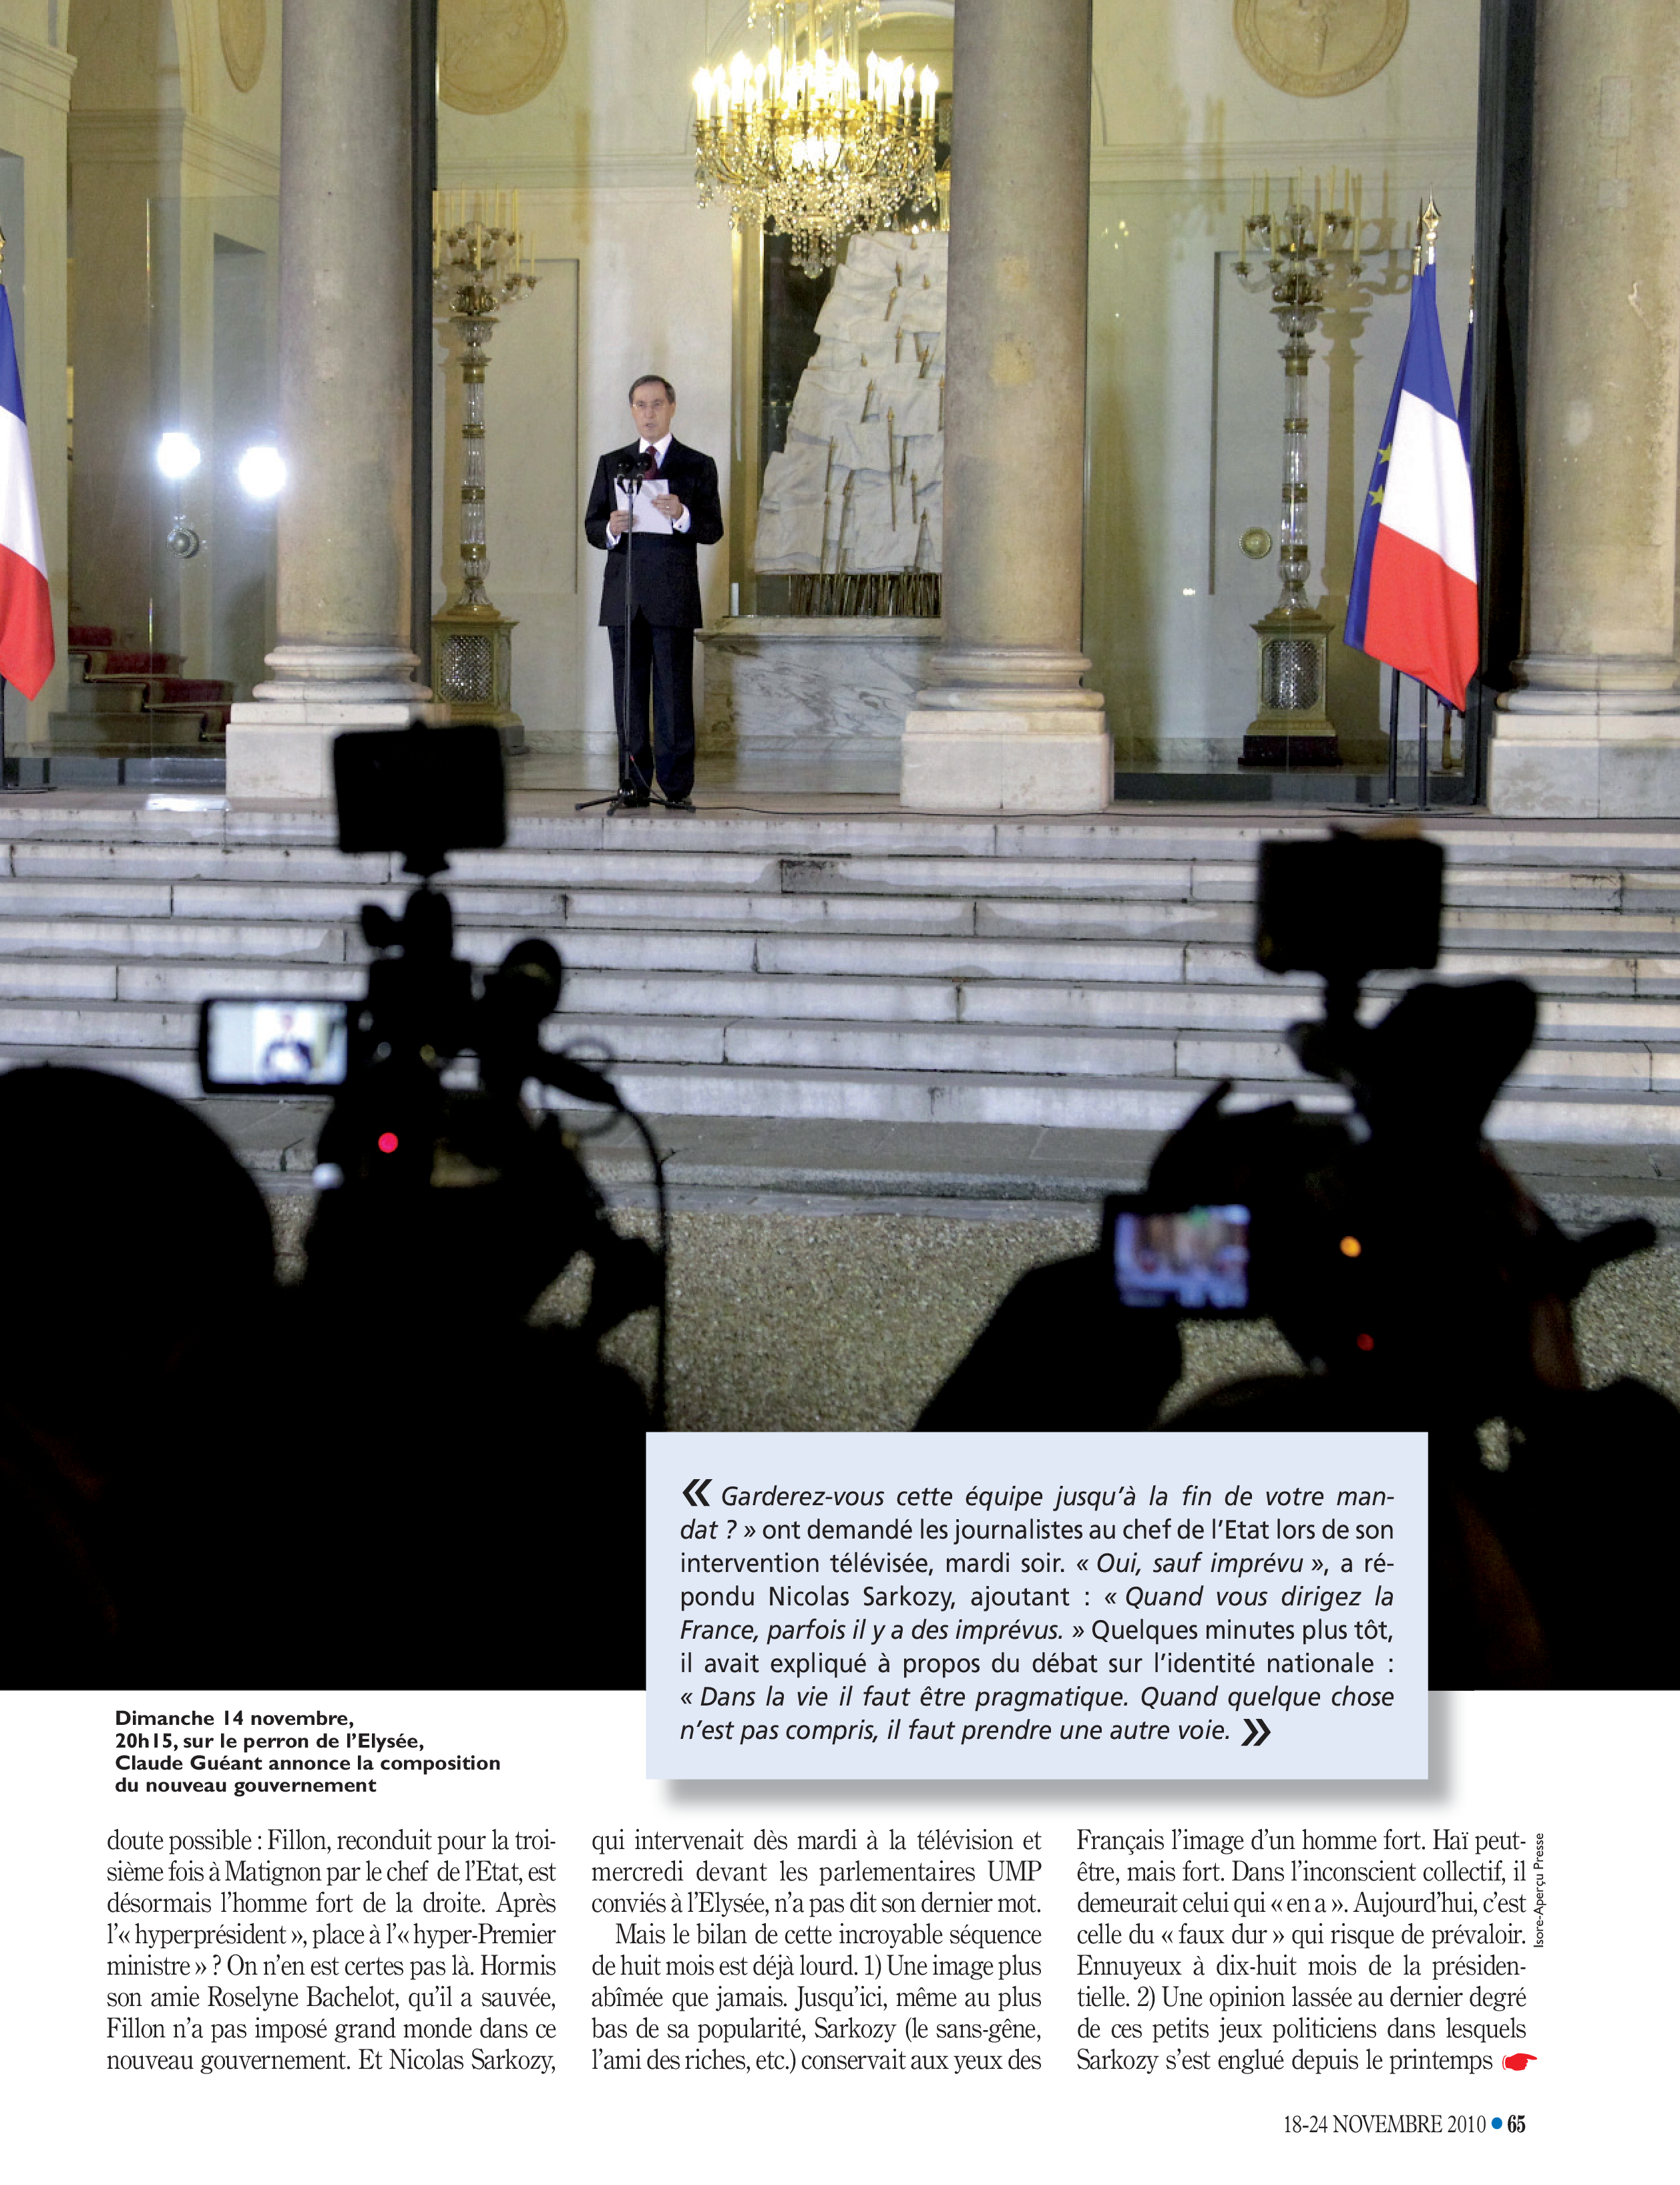 « Garderez-vous cette équipe jusqu’à la fin de votre man-
dat ? » ont demandé les journalistes au chef de l’Etat lors de son
intervention télévisée, mardi soir. « Oui, sauf imprévu », a ré-
pondu Nicolas Sarkozy, ajoutant : « Quand vous dirigez la
France, parfois il y a des imprévus. » Quelques minutes plus tôt,
il avait expliqué à propos du débat sur l’identité nationale :
« Dans la vie il faut être pragmatique. Quand quelque chose
n’est pas compris, il faut prendre une autre voie. »
Dimanche 14 novembre,
20h15, sur le perron de l’Elysée,
Claude Guéant annonce la composition
du nouveau gouvernement
doute possible : Fillon, reconduit pour la troi-
sième fois à Matignon par le chef de l’Etat, est
désormais l’homme fort de la droite. Après
l’« hyperprésident », place à l’« hyper-Premier
ministre » ? On n’en est certes pas là. Hormis
son amie Roselyne Bachelot, qu’il a sauvée,
Fillon n’a pas imposé grand monde dans ce
nouveau gouvernement. Et Nicolas Sarkozy,
qui intervenait dès mardi à la télévision et
mercredi devant les parlementaires UMP
conviés à l’Elysée, n’a pas dit son dernier mot.
Mais le bilan de cette incroyable séquence
de huit mois est déjà lourd. 1) Une image plus
abîmée que jamais. Jusqu’ici, même au plus
bas de sa popularité, Sarkozy (le sans-gêne,
l’ami des riches, etc.) conservait aux yeux des
Français l’image d’un homme fort. Haï peut-
être, mais fort. Dans l’inconscient collectif, il
demeurait celui qui « en a ». Aujourd’hui, c’est
celle du « faux dur » qui risque de prévaloir.
Ennuyeux à dix-huit mois de la présiden-
tielle. 2) Une opinion lassée au dernier degré
de ces petits jeux politiciens dans lesquels
Sarkozy s’est englué depuis le printemps
Isore-Aperçu Presse
18-24 NOVEMBRE 2010 • 65